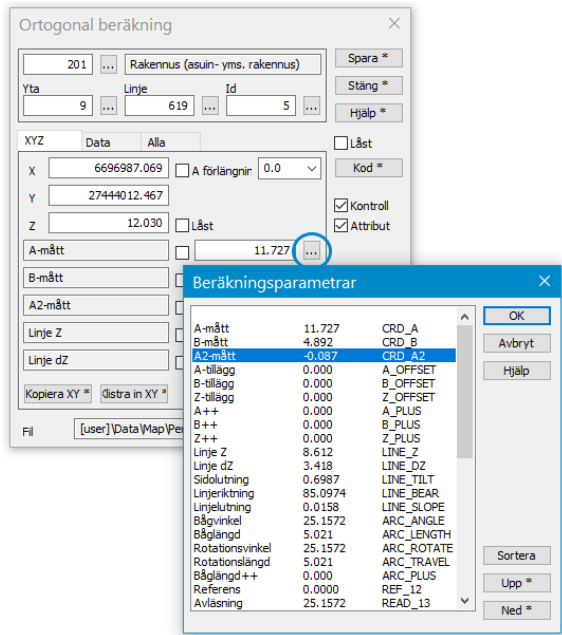 Ortogonal beräkning
201 ... Rakennus (asuin- yms. rakennus) Spara *
Yta Linje Id Stäng *
9 ... 619 ... 5 ... Hjälp *
XYZ Data Alla Låst
X 6696987.069 A förlängnir 0.0 Kod *
Y 27444012.467 Kontroll
Z 12.030 Låst Attribut
A-mått 11.727 ...
B-mått
A2-mått
Linje Z
Linje dZ
Kopiera XY * istra in XY *
Fil [user]\Data\Map\Per
Beräkningsparametrar
A-mått 11.727 CRD_A OK
B-mått 4.892 CRD_B Avbryt
A2-mått -0.087 CRD_A2
A-tillägg 0.000 A_OFFSET Hjälp
B-tillägg 0.000 B_OFFSET
Z-tillägg 0.000 Z_OFFSET
A++ 0.000 A_PLUS
B++ 0.000 B_PLUS
Z++ 0.000 Z_PLUS
Linje Z 8.612 LINE_Z
Linje dZ 3.418 LINE_DZ
Sidolutning 0.6987 LINE_TILT
Linjeriktning 85.0974 LINE_BEAR
Linjelutning 0.0158 LINE_SLOPE
Bågvinkel 25.1572 ARC_ANGLE
Båglängd 5.021 ARC_LENGTH
Rotationsvinkel 25.1572 ARC_ROTATE Sortera
Rotationslängd 5.021 ARC_TRAVEL
Båglängd++ 0.000 ARC_PLUS Upp *
Referens 0.0000 REF_12
Avläsning 25.1572 READ_13 Ned *